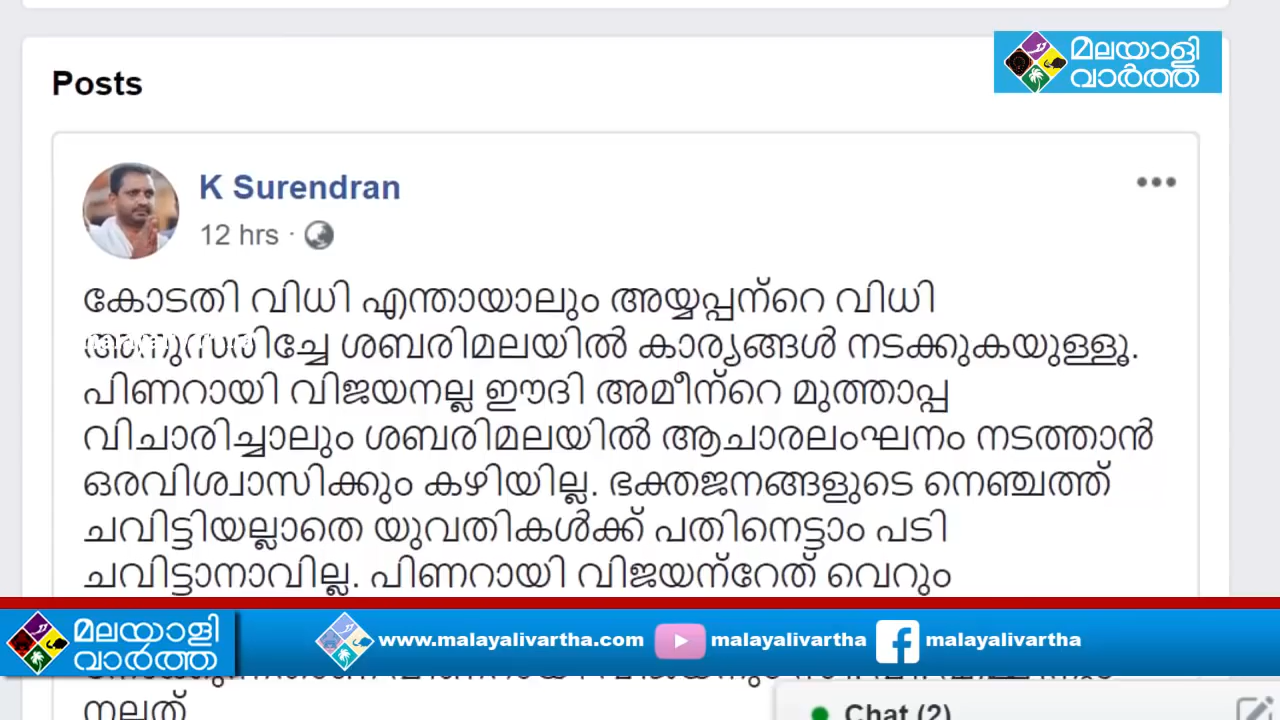 Posts
മലയാളി
വാർത്ത
K Surendran
12 hrs ·
കോടതി വിധി എന്തായാലും അയ്യപ്പന്റെ വിധി
അനുസരിച്ചേ ശബരിമലയിൽ കാര്യങ്ങൾ നടക്കുകയുള്ളൂ.
പിണറായി വിജയനല്ല ഈദി അമീന്റെ മുത്താപ്പ
വിചാരിച്ചാലും ശബരിമലയിൽ ആചാരലംഘനം നടത്താൻ
ഒരവിശ്വാസിക്കും കഴിയില്ല. ഭക്തജനങ്ങളുടെ നെഞ്ചത്ത്
ചവിട്ടിയല്ലാതെ യുവതികൾക്ക് പതിനെട്ടാം പടി
ചവിട്ടാനാവില്ല. പിണറായി വിജയന്റേത് വെറും
മലയാളി
വാർത്ത
www.malayalivartha.com malayalivartha malayalivartha
നല്ലത്
Chat (2)